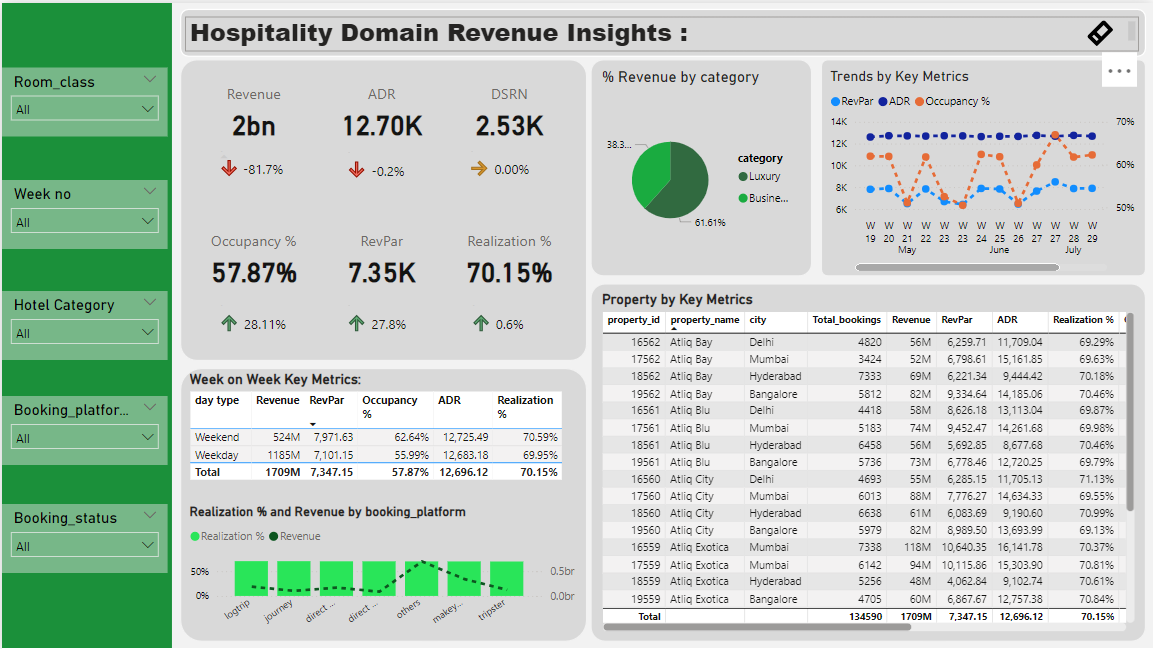 Hospitality Domain Revenue Insights :
Room_class
All
Week no
All
Hotel Category
All
Booking_platfor...
All
Booking_status
All
Revenue ADR DSRN
2bn 12.70K 2.53K
-81.7% -0.2% 0.00%
Occupancy % RevPar Realization %
57.87% 7.35K 70.15%
28.11% 27.8% 0.6%
% Revenue by category
38.3...
61.61%
category
Luxury
Busine...
Trends by Key Metrics
RevPar ADR Occupancy %
14K 70%
12K
10K 60%
8K
6K 50%
W W W W W W W W W W W W W
19 20 21 22 23 23 24 25 26 27 27 28 29
May June July
Week on Week Key Metrics:
day type Revenue RevPar Occupancy % ADR Realization %
Weekend 524M 7,971.63 62.64% 12,725.49 70.59%
Weekday 1185M 7,101.15 55.99% 12,683.18 69.95%
Total 1709M 7,347.15 57.87% 12,696.12 70.15%
Realization % and Revenue by booking_platform
Realization % Revenue
50% 0.5br
0% 0.0br
logtrip journey direct ... direct ... others makey... tripster
Property by Key Metrics
property_id property_name city Total_bookings Revenue RevPar ADR Realization %
16562 Atliq Bay Delhi 4820 56M 6,259.71 11,709.04 69.29%
17562 Atliq Bay Mumbai 3424 52M 6,798.61 15,161.85 69.63%
18562 Atliq Bay Hyderabad 7333 69M 6,221.34 9,444.42 70.18%
19562 Atliq Bay Bangalore 5812 82M 9,334.64 14,185.06 70.46%
16561 Atliq Blu Delhi 4418 58M 8,626.18 13,113.04 69.87%
17561 Atliq Blu Mumbai 5183 74M 9,452.47 14,261.68 69.98%
18561 Atliq Blu Hyderabad 6458 56M 5,692.85 8,677.68 70.46%
19561 Atliq Blu Bangalore 5736 73M 6,778.46 12,720.25 69.79%
16560 Atliq City Delhi 4693 55M 6,285.15 11,705.13 71.13%
17560 Atliq City Mumbai 6013 88M 7,776.27 14,634.33 69.55%
18560 Atliq City Hyderabad 6638 61M 6,083.69 9,190.60 70.99%
19560 Atliq City Bangalore 5979 82M 8,989.50 13,693.99 69.13%
16559 Atliq Exotica Mumbai 7338 118M 10,640.35 16,141.78 70.37%
17559 Atliq Exotica Mumbai 6142 94M 10,115.86 15,303.90 70.81%
18559 Atliq Exotica Hyderabad 5256 48M 4,062.84 9,102.74 70.61%
19559 Atliq Exotica Bangalore 4705 60M 6,867.67 12,757.38 70.84%
Total 134590 1709M 7,347.15 12,696.12 70.15%